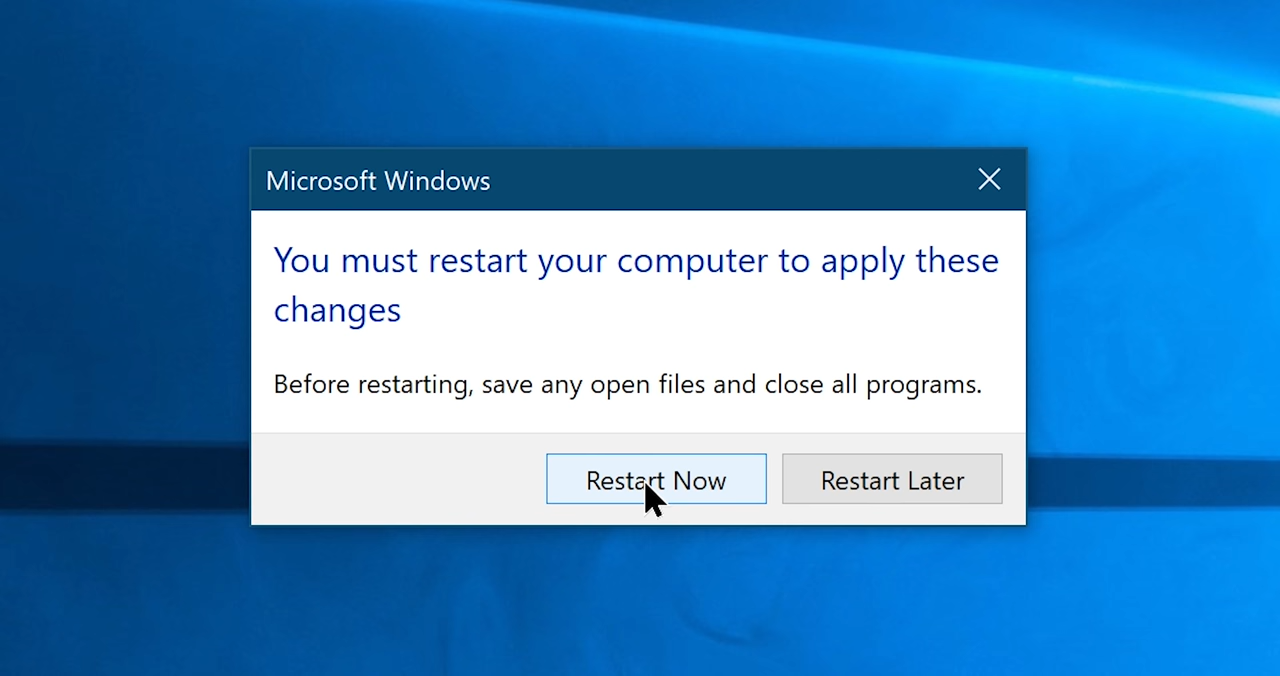 Microsoft Windows
You must restart your computer to apply these
changes
Before restarting, save any open files and close all programs.
Restart Now
Restart Later